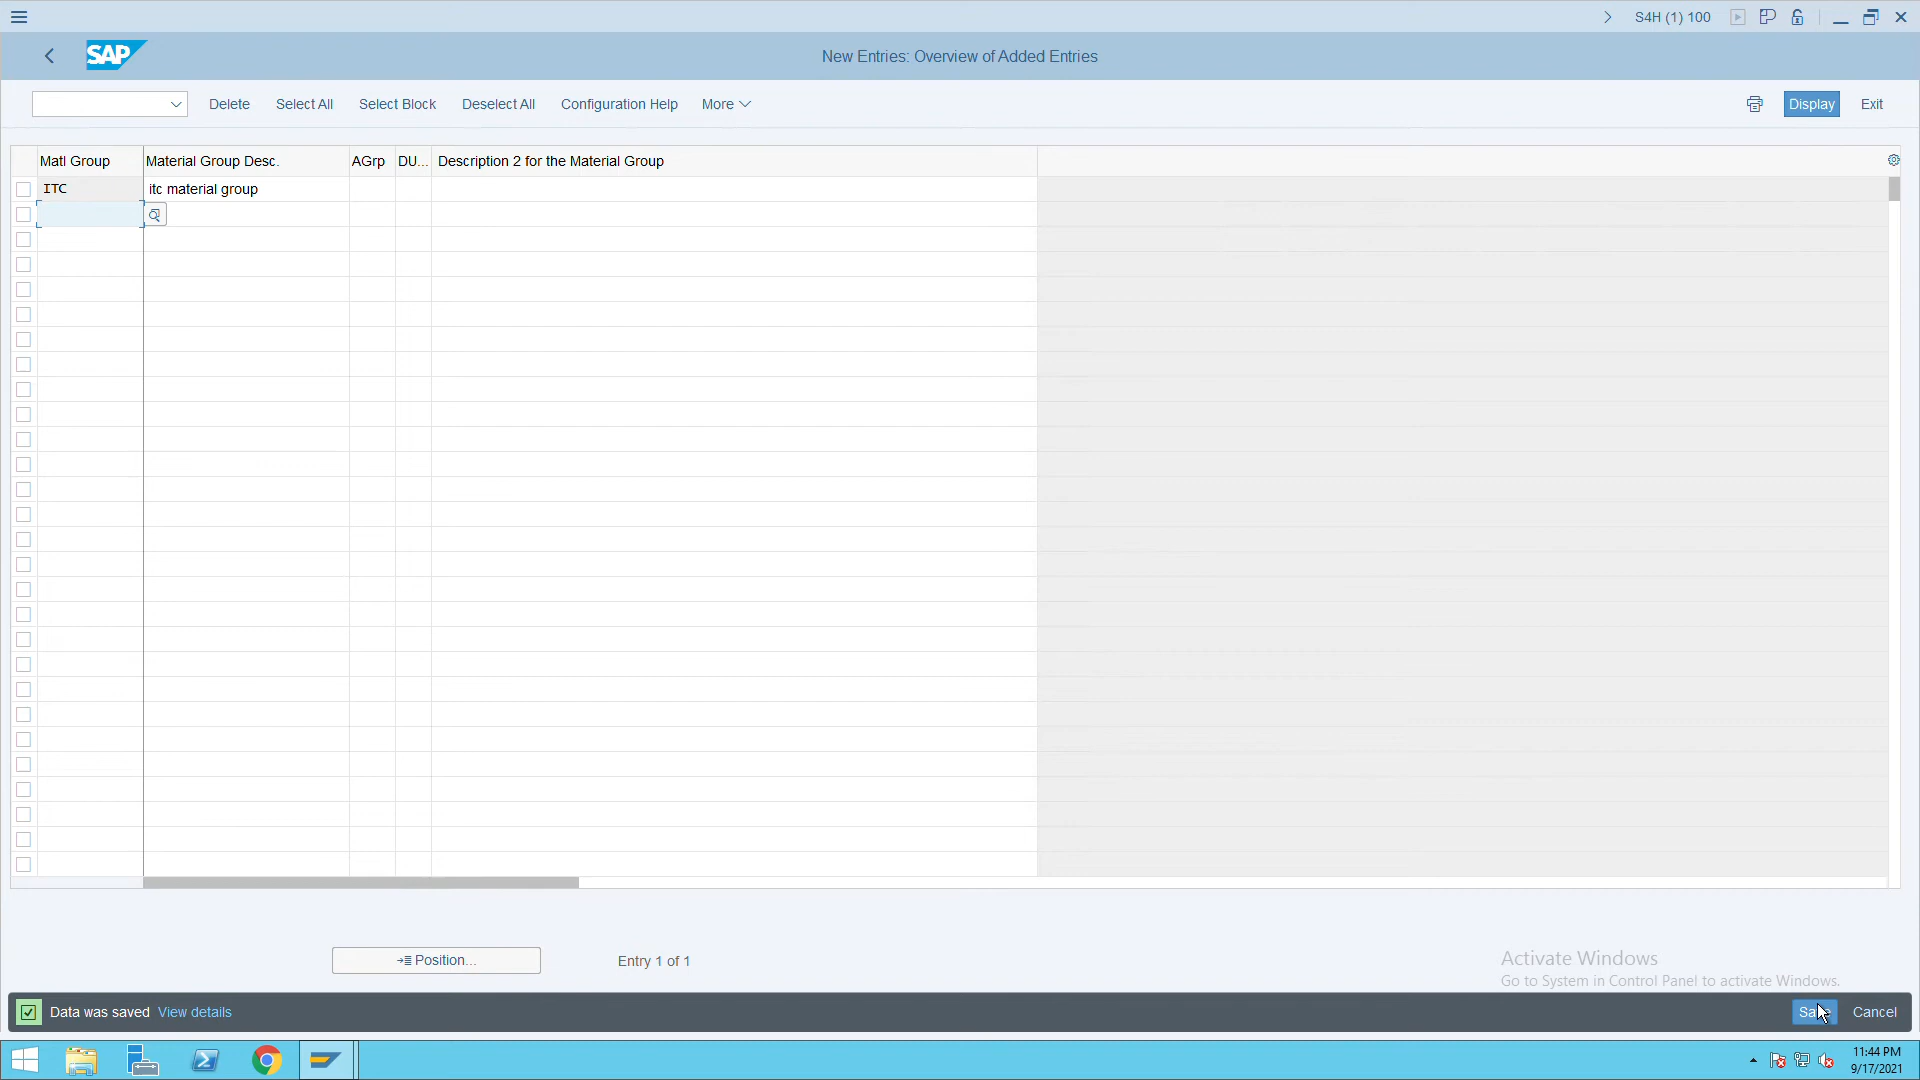 S4H (1) 100
SAP
New Entries: Overview of Added Entries
Delete Select All Select Block Deselect All Configuration Help More Display Exit
Matl Group Material Group Desc. AGrp DU... Description 2 for the Material Group
ITC itc material group
Position... Entry 1 of 1
Activate Windows
Go to System in Control Panel to activate Windows.
Data was saved View details Cancel
11:44 PM
9/17/2021